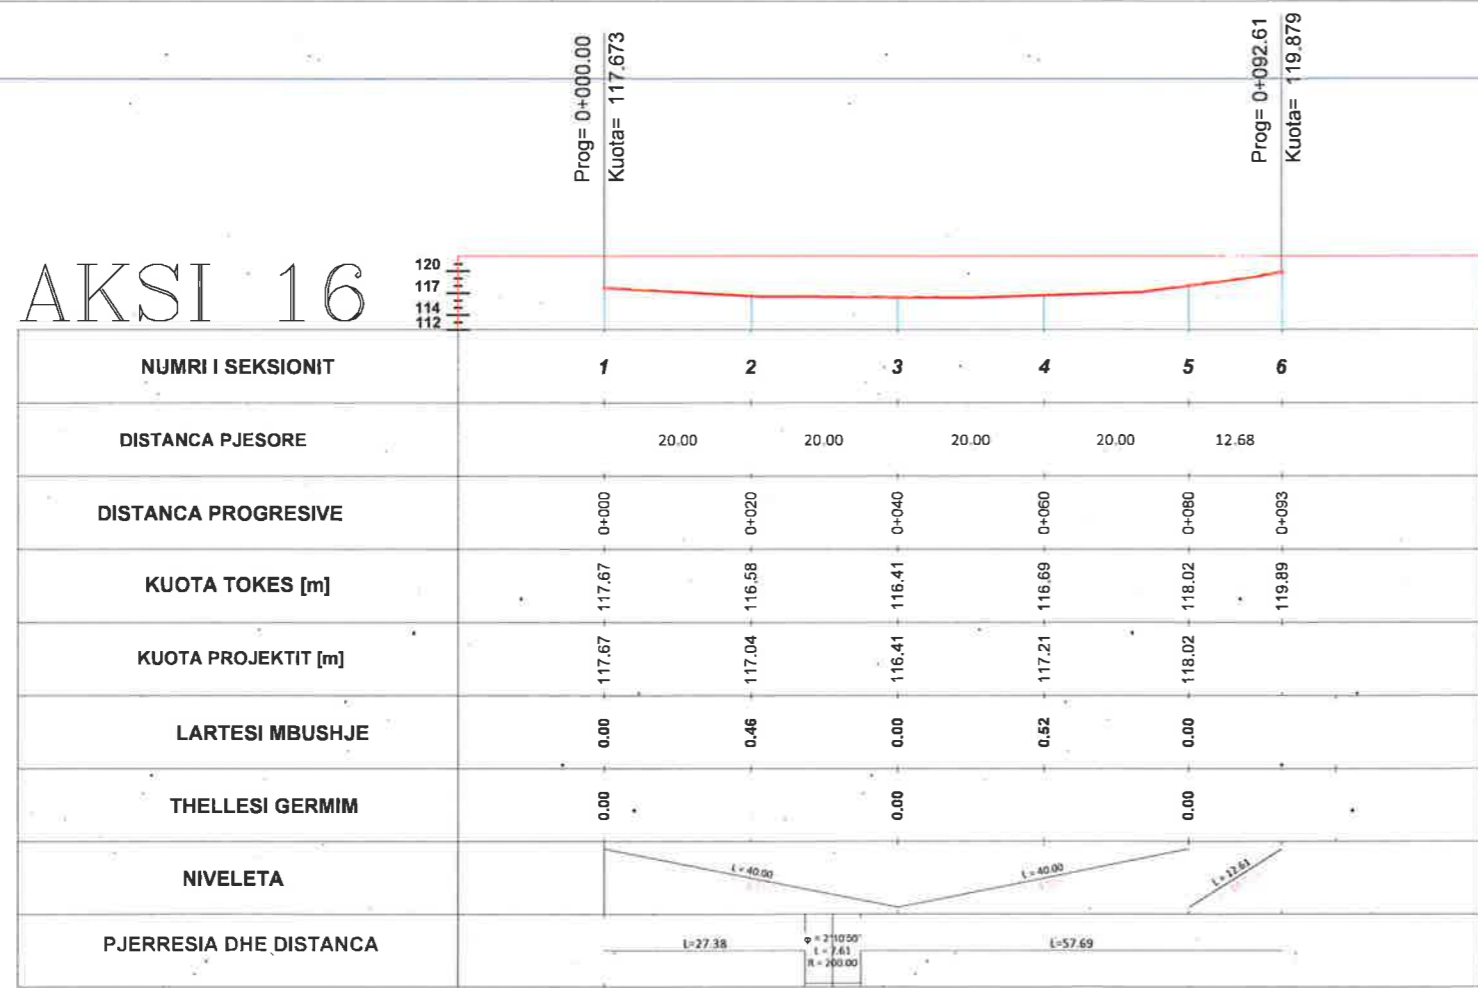 Prog= 0+000.00
Kuota= 117.673
Prog= 0+092.61
Kuota= 119.879
AKSI 16
120
117
114
112
NUMRI I SEKSIONIT 1 2 3 4 5 6
DISTANCA PJESORE 20.00 20.00 20.00 20.00 12.68
DISTANCA PROGRESIVE 0+000 0+020 0+040 0+060 0+080 0+093
KUOTA TOKES [m] 117.67 116.58 116.41 116.69 118.02 119.89
KUOTA PROJEKTIT [m] 117.67 117.04 116.41 117.21 118.02
LARTESI MBUSHJE 0.00 0.46 0.00 0.52 0.00
THELLESI GERMIM 0.00 0.00 0.00
NIVELETA L = 40.00 L = 40.00 L = 12.61
PJERRESIA DHE DISTANCA L=27.38 φ = 2°10'50" L=57.69
L = 7.61
R = 200.00